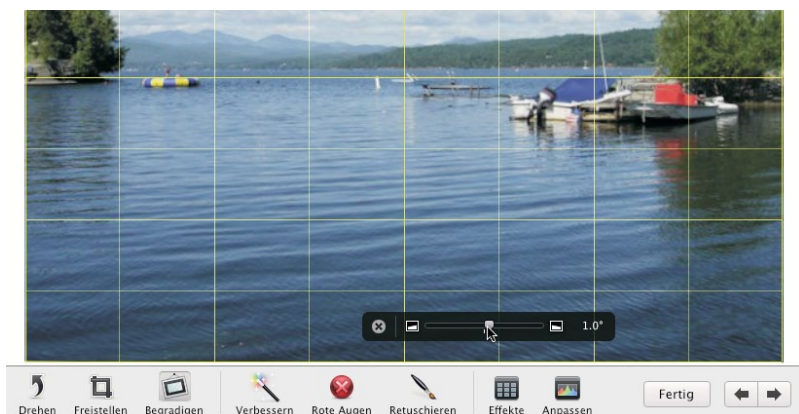 1.0°
Drehen Freistellen Begradigen Verbessern Rote Augen Retuschieren Effekte Anpassen Fertig